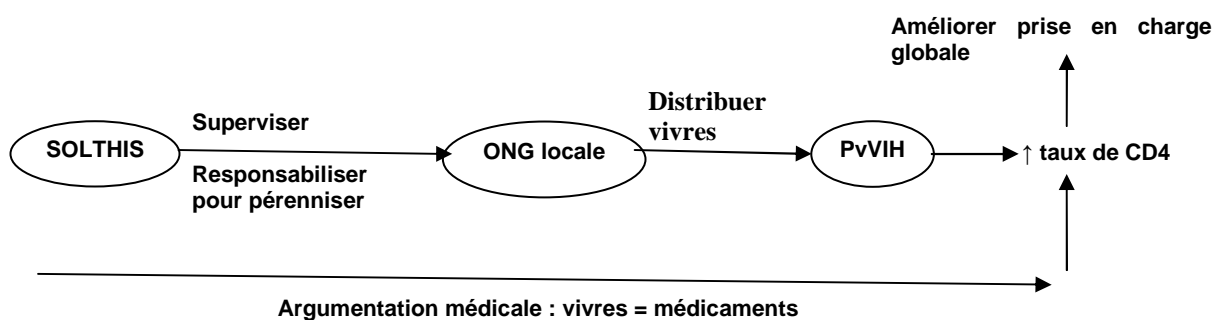 Améliorer prise en charge
globale
Distribuer
vivres
Superviser
SOLTHIS
ONG locale
PvVIH
↑ taux de CD4
Responsabiliser
pour pérenniser
Argumentation médicale : vivres = médicaments